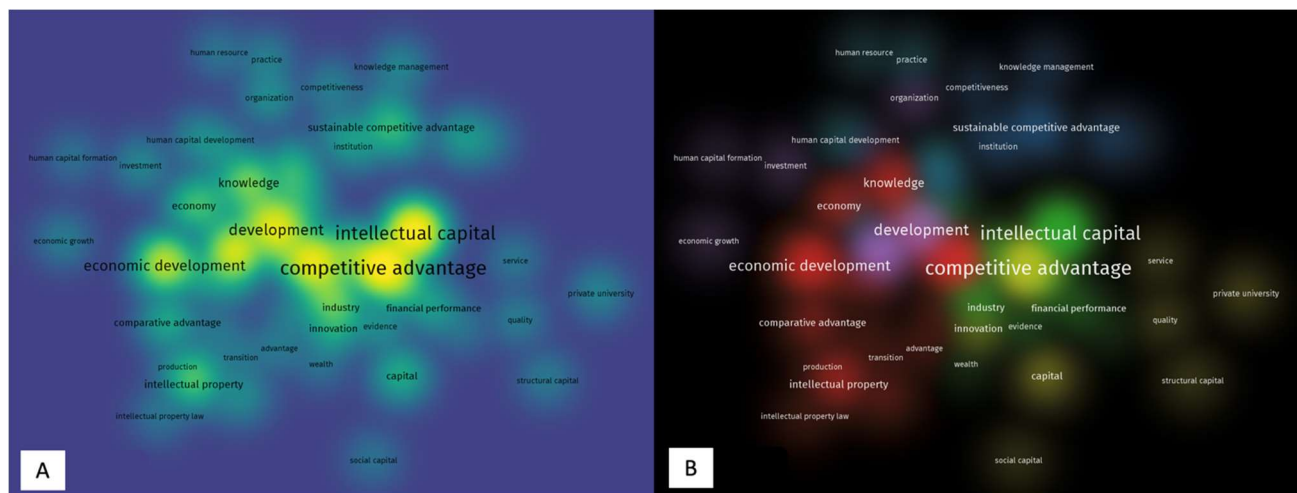 human resource
practice
knowledge management
competitiveness
organization
sustainable competitive advantage
human capital development
institution
human capital formation
investment
knowledge
economy
development
intellectual capital
economic growth
economic development
competitive advantage
service
private university
industry
financial performance
comparative advantage
innovation
evidence
quality
advantage
transition
wealth
production
intellectual property
capital
structural capital
intellectual property law
social capital
A
human resource
practice
knowledge management
competitiveness
organization
sustainable competitive advantage
human capital development
institution
human capital formation
investment
knowledge
economy
development
intellectual capital
economic growth
economic development
competitive advantage
service
private university
industry
financial performance
comparative advantage
innovation
evidence
quality
advantage
transition
wealth
production
intellectual property
capital
structural capital
intellectual property law
social capital
B